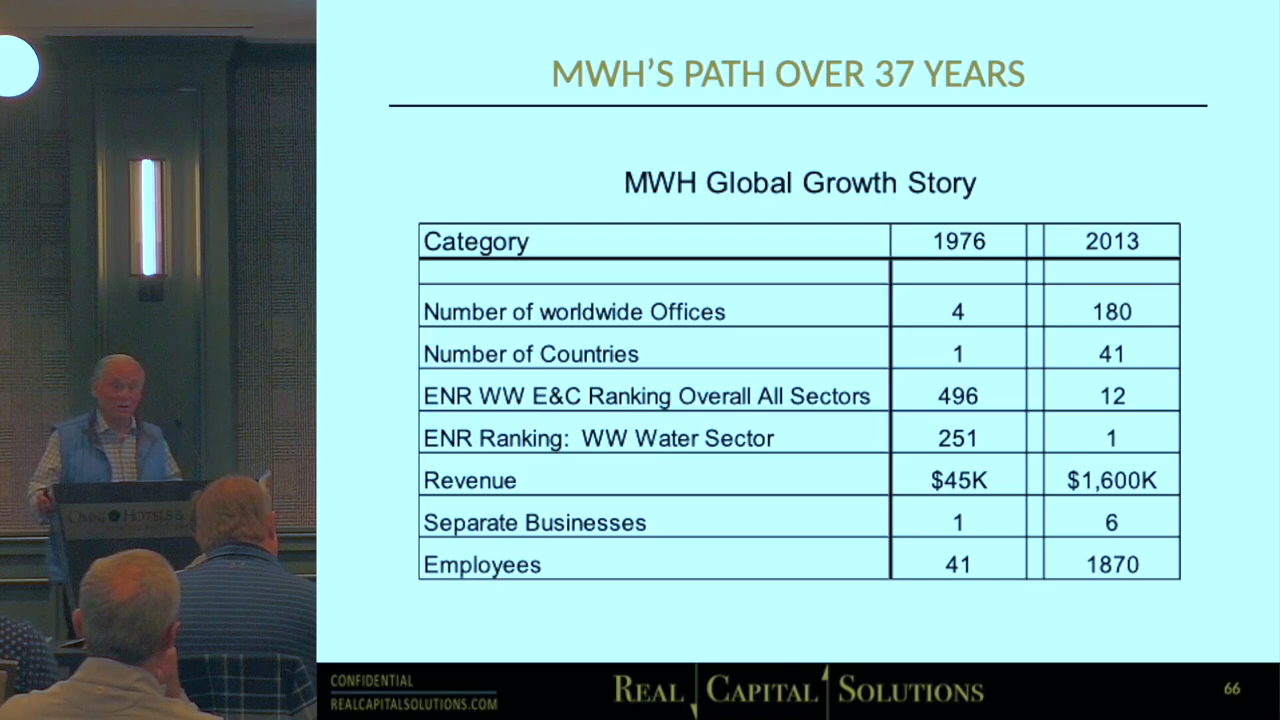 MWH'S PATH OVER 37 YEARS
MWH Global Growth Story
Category 1976 2013
Number of worldwide Offices 4 180
Number of Countries 1 41
ENR WW E&C Ranking Overall All Sectors 496 12
ENR Ranking: WW Water Sector 251 1
Revenue $45K $1,600K
Separate Businesses 1 6
Employees 41 1870
OMNI HOTELS &
CONFIDENTIAL
REALCAPITALSOLUTIONS.COM
REAL CAPITAL SOLUTIONS
66